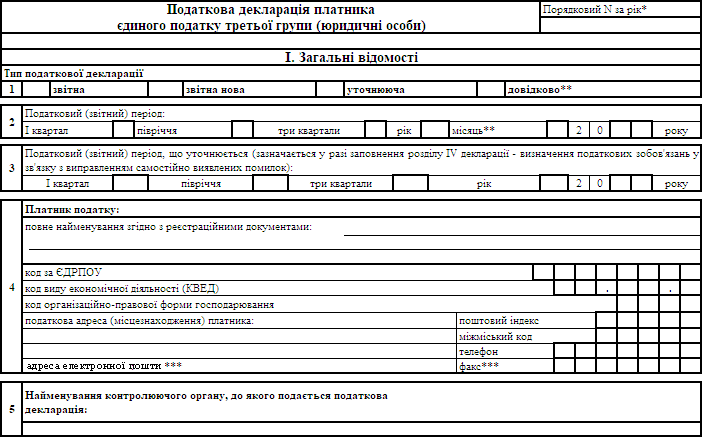 Податкова декларація платника
єдиного податку третьої групи (юридичні особи)
Порядковий N за рік*
I. Загальні відомості
Тип податкової декларації
1 звітна звітна нова уточнююча довідково**
2 Податковий (звітний) період:
I квартал півріччя три квартали рік місяць** 2 0 року
3 Податковий (звітний) період, що уточнюється (зазначається у разі заповнення розділу IV декларації - визначення податкових зобов'язань у
зв'язку з виправленням самостійно виявлених помилок):
I квартал півріччя три квартали рік 2 0 року
4 Платник податку:
повне найменування згідно з реєстраційними документами:
код за ЄДРПОУ
код виду економічної діяльності (КВЕД) . .
код організаційно-правової форми господарювання
податкова адреса (місцезнаходження) платника: поштовий індекс
міжміський код
телефон
адреса електронної пошти *** факс***
5 Найменування контролюючого органу, до якого подається податкова
декларація: